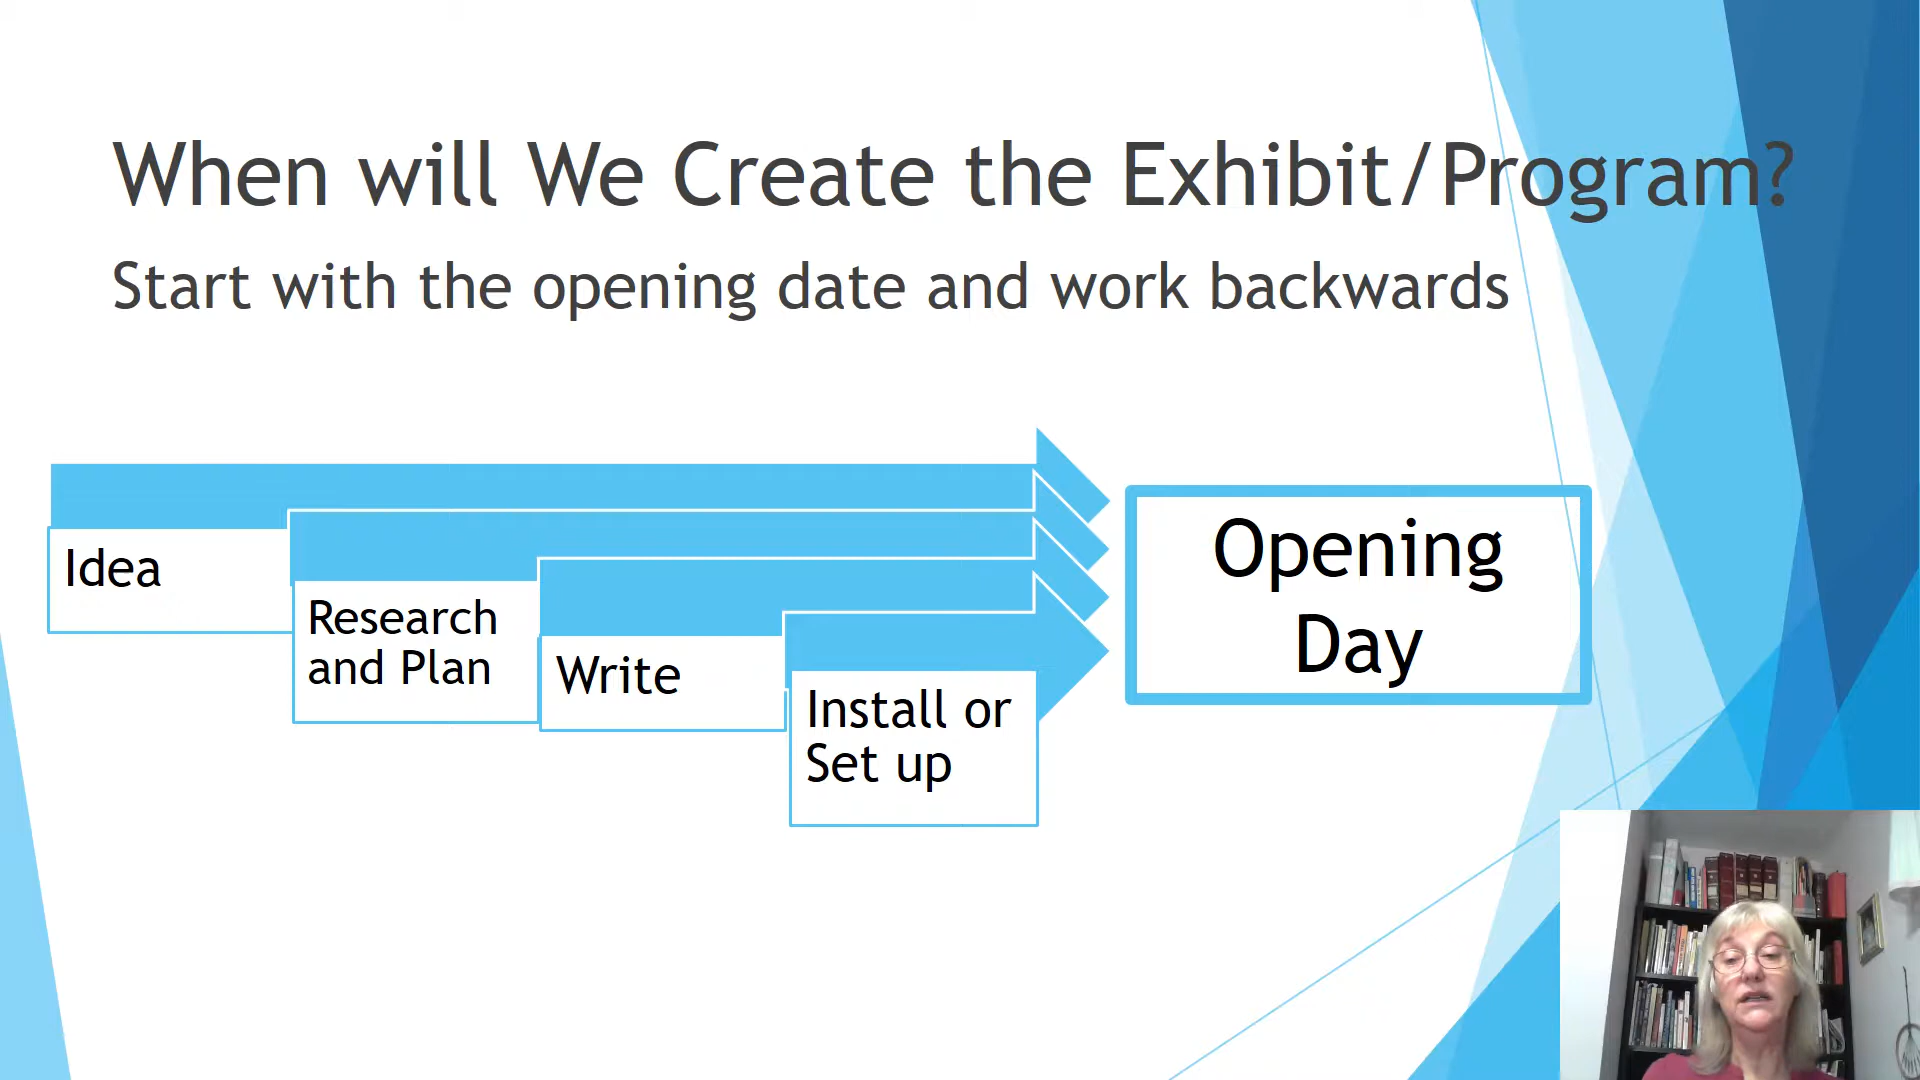 When will We Create the Exhibit/Program?
Start with the opening date and work backwards
Idea
Research
and Plan
Write
Install or
Set up
Opening
Day